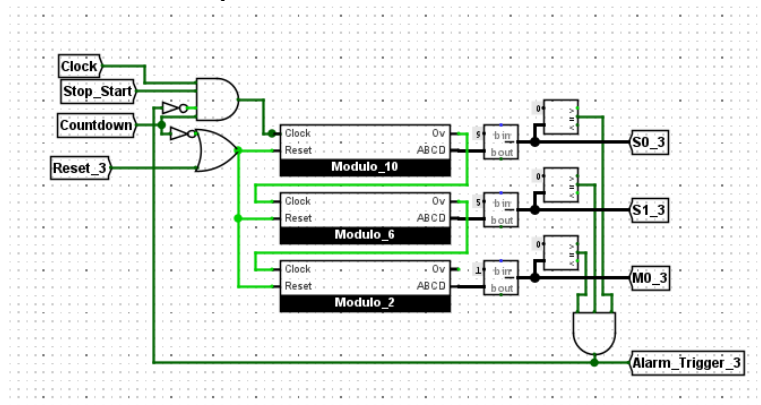 Clock
Stop_Start
Countdown
Reset_3
Clock Ov
Reset ABCD
Modulo_10
Clock Ov
Reset ABCD
Modulo_6
Clock Ov
Reset ABCD
Modulo_2
9 bin
bout
5 bin
bout
1 bin
bout
0 > = <
0 > = <
0 > = <
S0_3
S1_3
M0_3
Alarm_Trigger_3